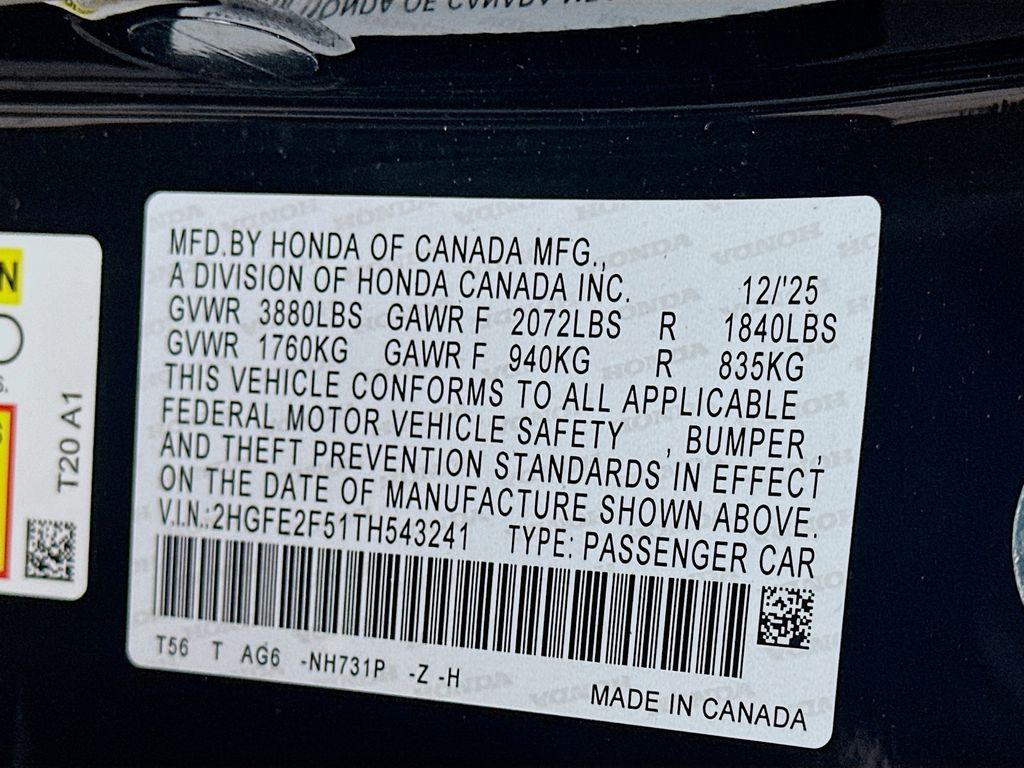 MFD.BY HONDA OF CANADA MFG.,
A DIVISION OF HONDA CANADA INC. 12/'25
GVWR 3880LBS GAWR F 2072LBS R 1840LBS
GVWR 1760KG GAWR F 940KG R 835KG
THIS VEHICLE CONFORMS TO ALL APPLICABLE
FEDERAL MOTOR VEHICLE SAFETY , BUMPER ,
AND THEFT PREVENTION STANDARDS IN EFFECT
ON THE DATE OF MANUFACTURE SHOWN ABOVE.
V.I.N.:2HGFE2F51TH543241 TYPE: PASSENGER CAR
T56 T AG6 -NH731P -Z -H
MADE IN CANADA
T20 A1